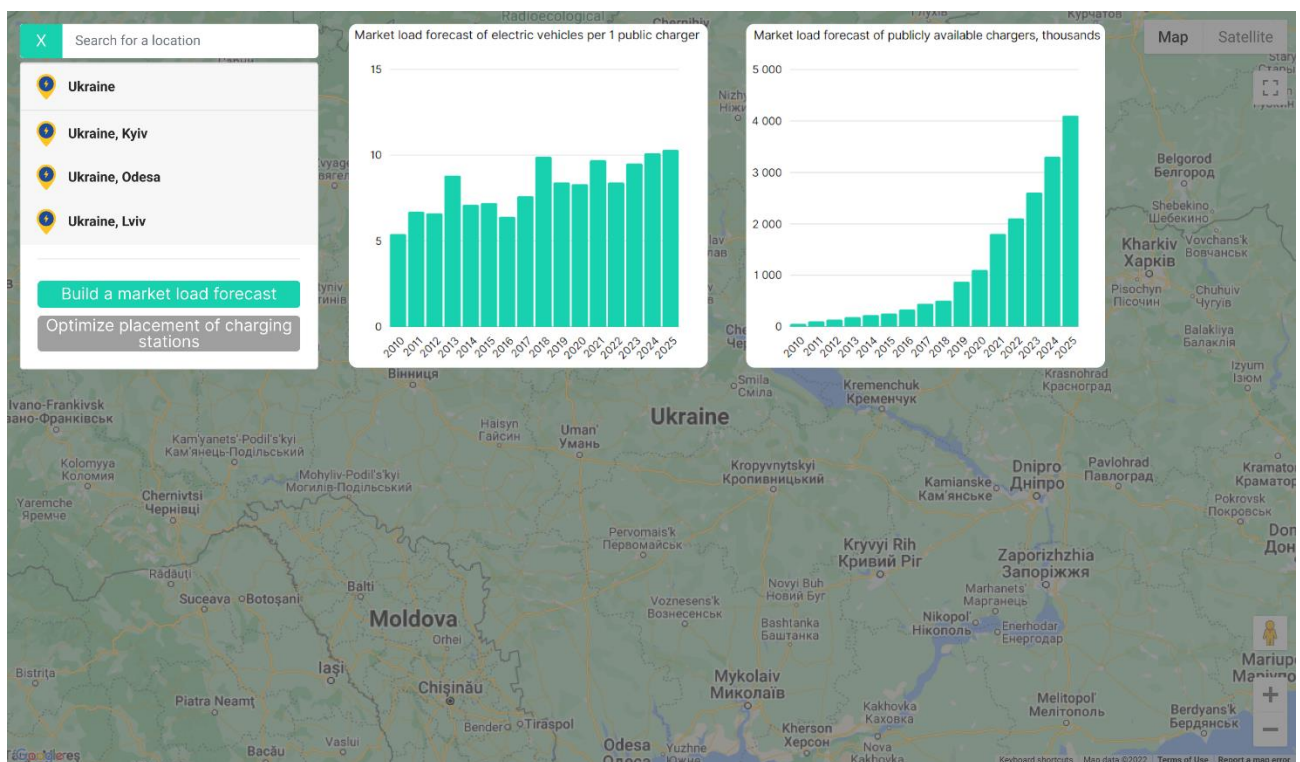 X
Search for a location
Ukraine
Ukraine, Kyiv
Ukraine, Odesa
Ukraine, Lviv
Build a market load forecast
Optimize placement of charging
stations
Market load forecast of electric vehicles per 1 public charger
15
10
5
0
2010 2011 2012 2013 2014 2015 2016 2017 2018 2019 2020 2021 2022 2023 2024 2025
Market load forecast of publicly available chargers, thousands
5 000
4 000
3 000
2 000
1 000
0
2010 2011 2012 2013 2014 2015 2016 2017 2018 2019 2020 2021 2022 2023 2024 2025
Map Satellite
Radioecological
Chernihiv
Курчатов
Belgorod
Белгород
Shebekino
Шебекино
Kharkiv
Харків
Vovchans'k
Вовчанськ
Pisochyn
Пісочин
Chuhuiv
Чугуїв
Balakliya
Балаклія
Izyum
Ізюм
Krasnohrad
Красноград
Вінниця
Smila
Сміла
Kremenchuk
Кременчук
Ukraine
Ivano-Frankivsk
Haisyn
Гайсин
Uman'
Умань
Kam'yanets'-Podil's'kyi
Кам'янець-Подільський
Kolomyya
Коломия
Mohyliv-Podil's'kyi
Могилів-Подільський
Chernivtsi
Чернівці
Yaremche
Яремче
Kropyvnytskyi
Кропивницький
Kamianske
Кам'янське
Dnipro
Дніпро
Pavlohrad
Павлоград
Pokrovsk
Покровськ
Pervomais'k
Первомайськ
Kryvyi Rih
Кривий Ріг
Zaporizhzhia
Запоріжжя
Rădăuți
Suceava
Botoșani
Balti
Moldova
Orhei
Novyi Buh
Новий Буг
Voznesens'k
Вознесенськ
Bashtanka
Баштанка
Marhanets'
Марганець
Nikopol'
Нікополь
Enerhodar
Енергодар
Bistrița
Iași
Chișinău
Piatra Neamț
Mykolaiv
Миколаїв
Melitopol'
Мелітополь
Berdyans'k
Бердянськ
Bendero
Tiraspol
Kakhovka
Каховка
Kherson
Херсон
Nova
Kakhovka
Vaslui
Bacău
Odesa
Yuzhne
Keyboard shortcuts Map data ©2022 Terms of Use Report a map error